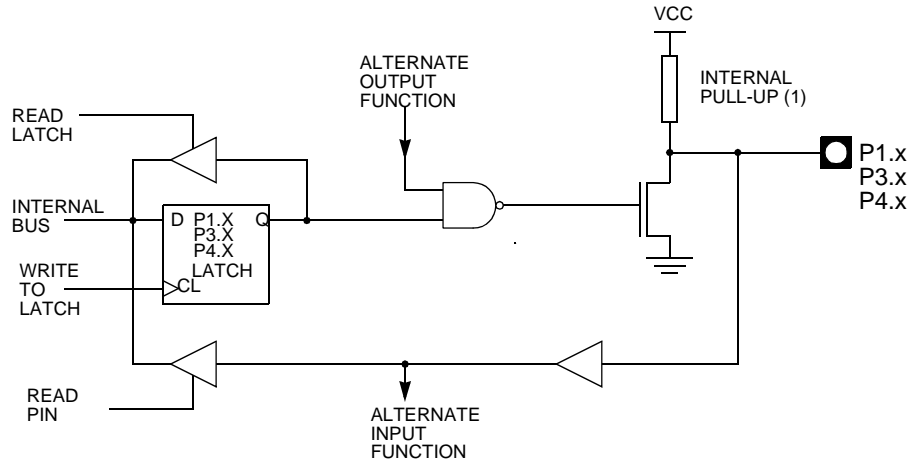 VCC
ALTERNATE
OUTPUT
FUNCTION
INTERNAL
PULL-UP (1)
READ
LATCH
P1.x
P3.x
P4.x
INTERNAL
BUS
D P1.X Q
P3.X
P4.X
LATCH
CL
WRITE
TO
LATCH
READ
PIN
ALTERNATE
INPUT
FUNCTION